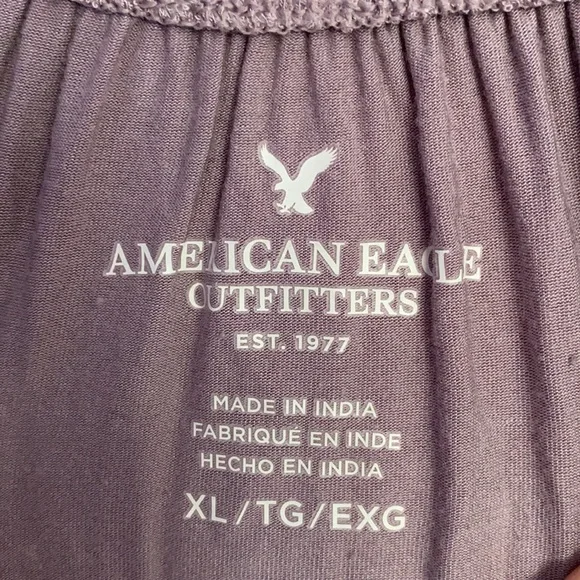 AMERICAN EAGLE
OUTFITTERS
EST. 1977
MADE IN INDIA
FABRIQUÉ EN INDE
HECHO EN INDIA
XL/TG/EXG